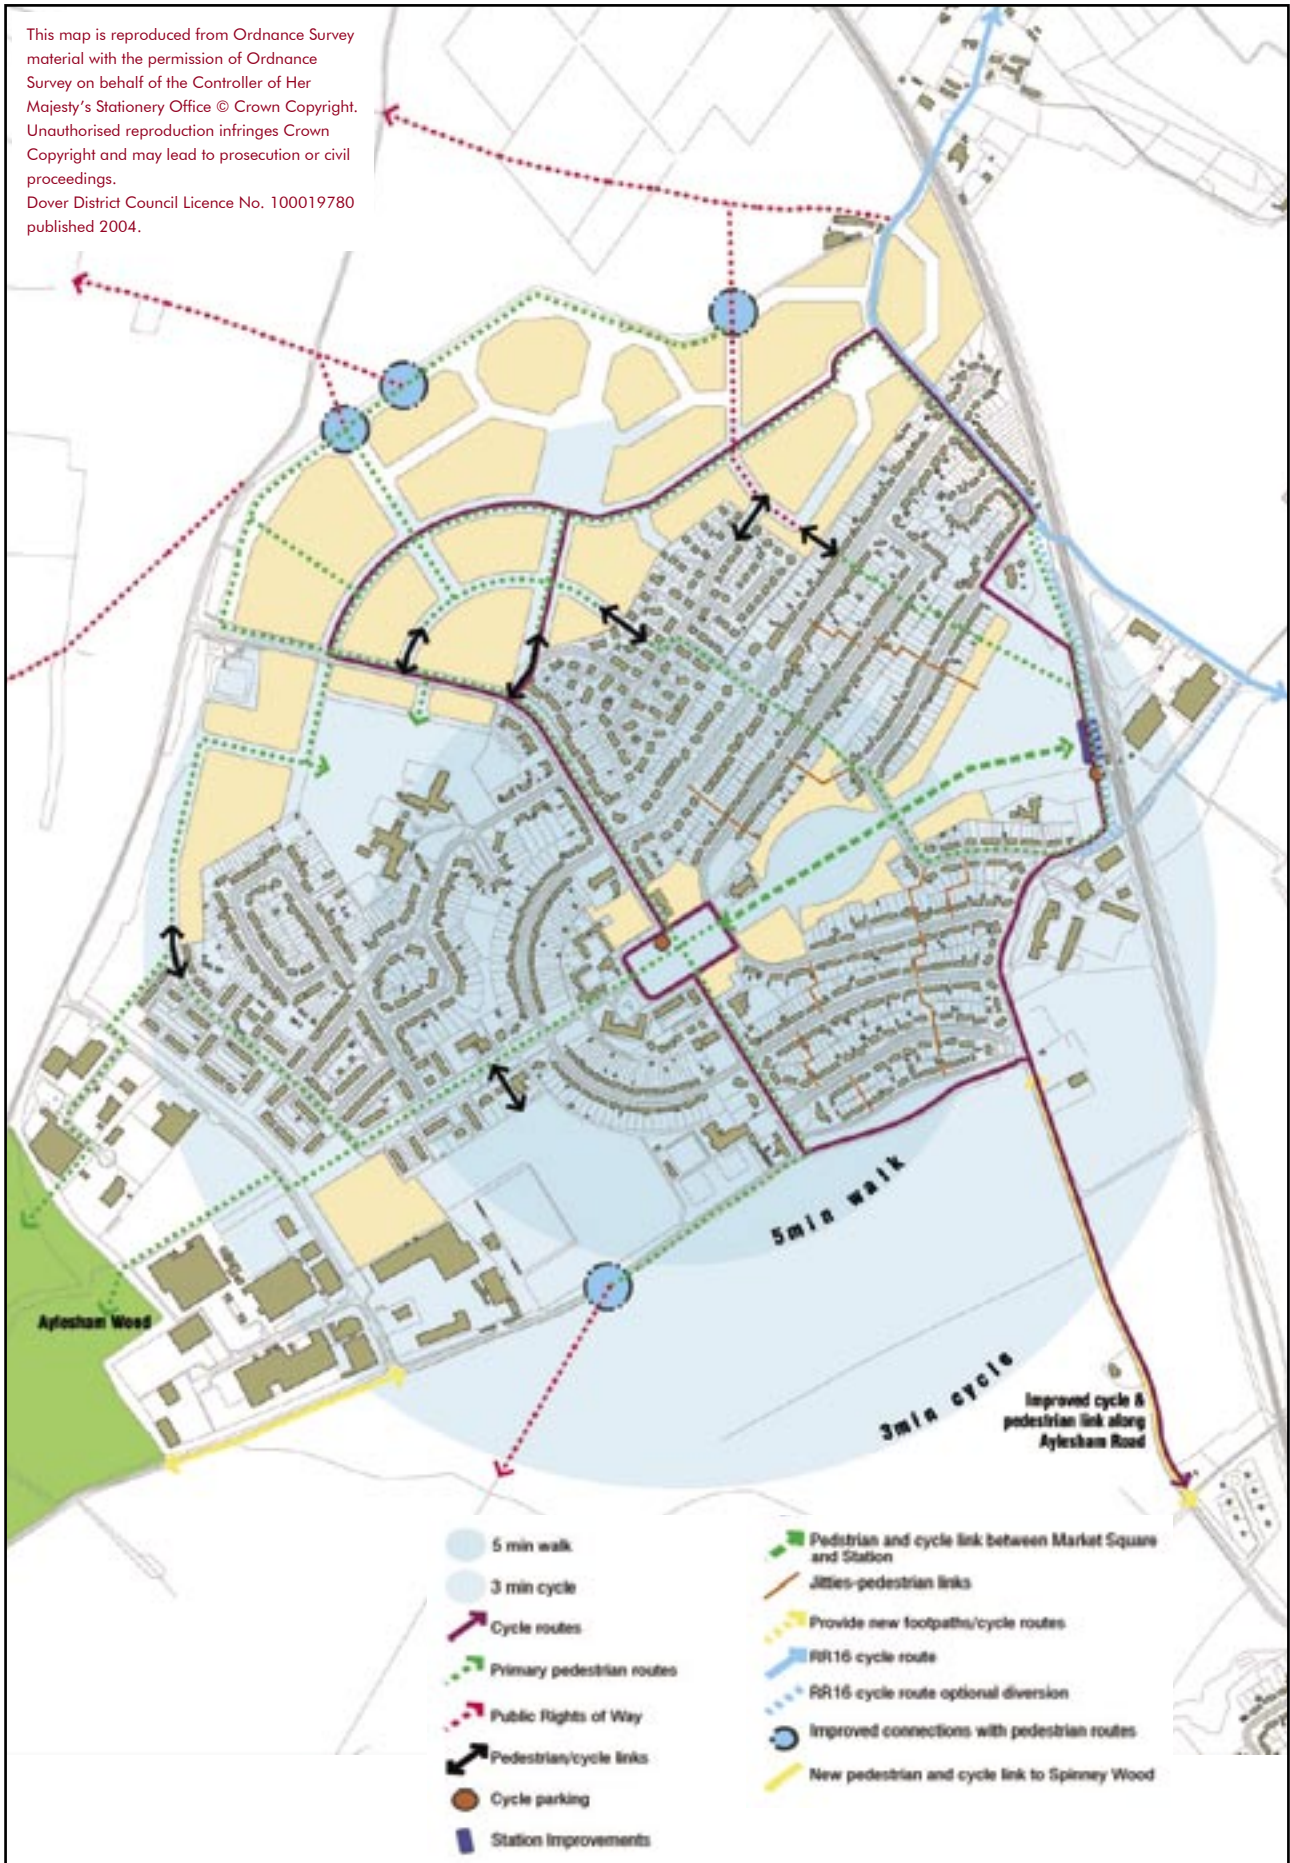 This map is reproduced from Ordnance Survey
material with the permission of Ordnance
Survey on behalf of the Controller of Her
Majesty's Stationery Office © Crown Copyright.
Unauthorised reproduction infringes Crown
Copyright and may lead to prosecution or civil
proceedings.
Dover District Council Licence No. 100019780
published 2004.
5min walk
Aylesham Wood
3min cycle
Improved cycle &
pedestrian link along
Aylesham Road
5 min walk
3 min cycle
Cycle routes
Primary pedestrian routes
Public Rights of Way
Pedestrian/cycle links
Cycle parking
Station Improvements
Pedstrian and cycle link between Market Square
and Station
Jitties-pedestrian links
Provide new footpaths/cycle routes
RR16 cycle route
RR16 cycle route optional diversion
Improved connections with pedestrian routes
New pedestrian and cycle link to Spinney Wood